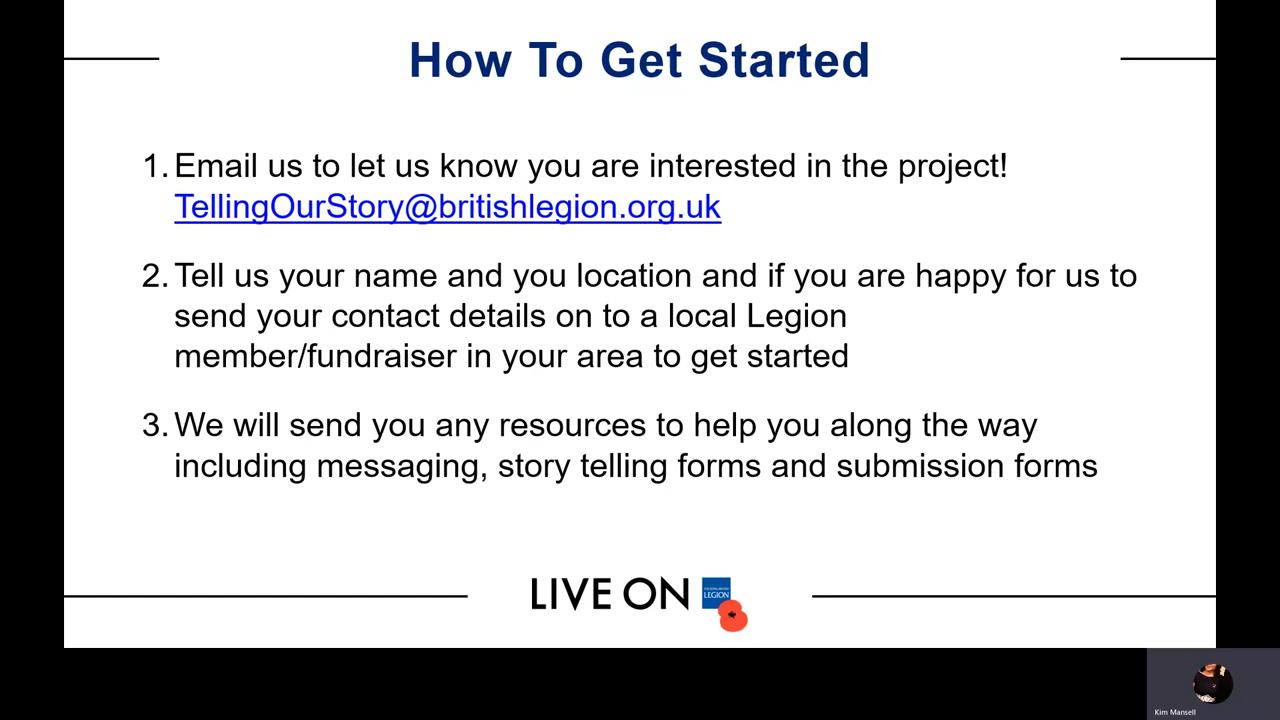 How To Get Started
1. Email us to let us know you are interested in the project!
TellingOurStory@britishlegion.org.uk
2. Tell us your name and you location and if you are happy for us to
send your contact details on to a local Legion
member/fundraiser in your area to get started
3. We will send you any resources to help you along the way
including messaging, story telling forms and submission forms
LIVE ON
THE ROYAL BRITISH
LEGION
Kim Mansell